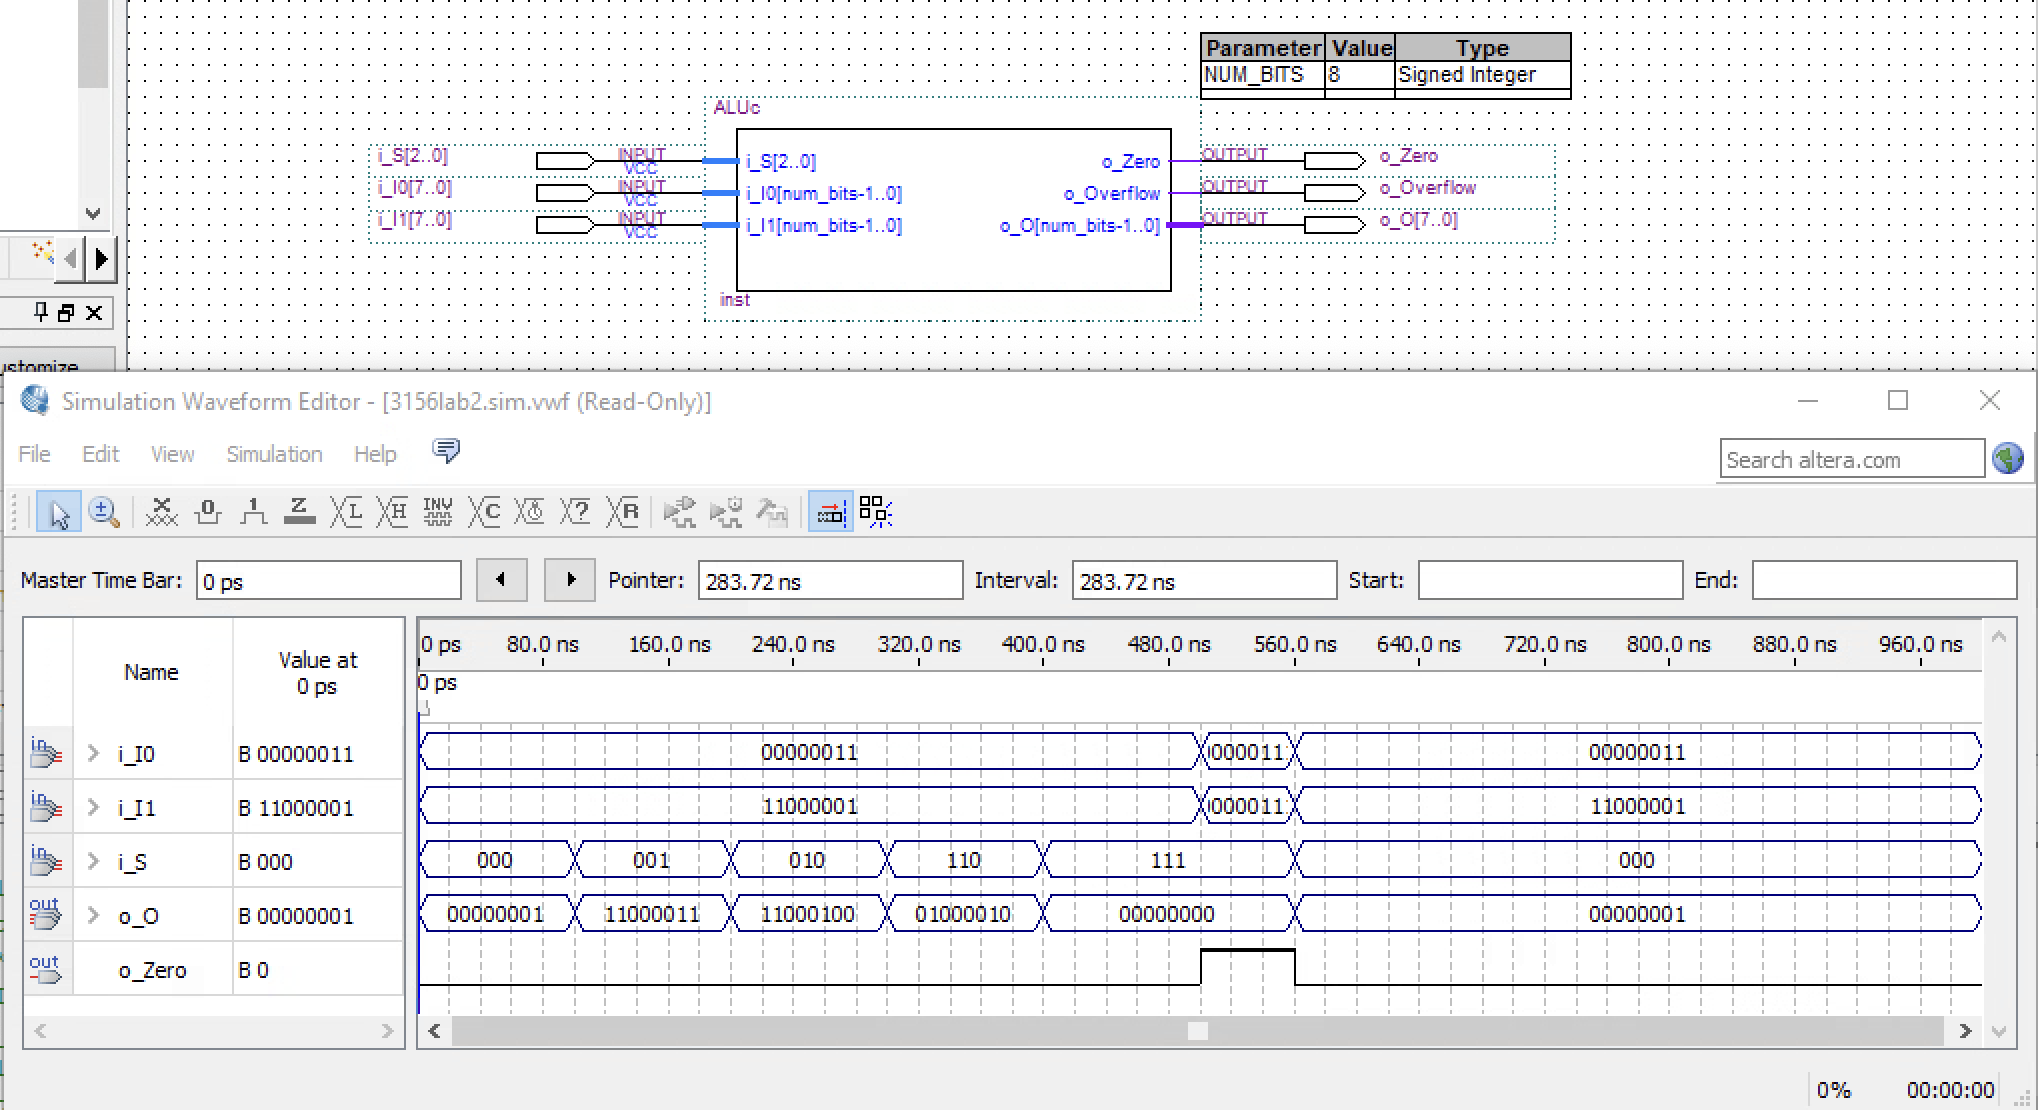 Parameter Value Type
NUM_BITS 8 Signed Integer
ALUc
i_S[2..0] INPUT VCC i_S[2..0] o_Zero OUTPUT o_Zero
i_I0[7..0] INPUT VCC i_I0[num_bits-1..0] o_Overflow OUTPUT o_Overflow
i_I1[7..0] INPUT VCC i_I1[num_bits-1..0] o_O[num_bits-1..0] OUTPUT o_O[7..0]
inst
ustomize
Simulation Waveform Editor - [3156lab2.sim.vwf (Read-Only)]
File Edit View Simulation Help
Search altera.com
X 0 1 Z L H INV C ? R
Master Time Bar: 0 ps Pointer: 283.72 ns Interval: 283.72 ns Start: End:
Name Value at 0 ps
0 ps 80.0 ns 160.0 ns 240.0 ns 320.0 ns 400.0 ns 480.0 ns 560.0 ns 640.0 ns 720.0 ns 800.0 ns 880.0 ns 960.0 ns
0 ps
in i_I0 B 00000011 00000011 000011 00000011
in i_I1 B 11000001 11000001 000011 11000001
in i_S B 000 000 001 010 110 111 000
out o_O B 00000001 00000001 11000011 11000100 01000010 00000000 00000001
out o_Zero B 0
0% 00:00:00